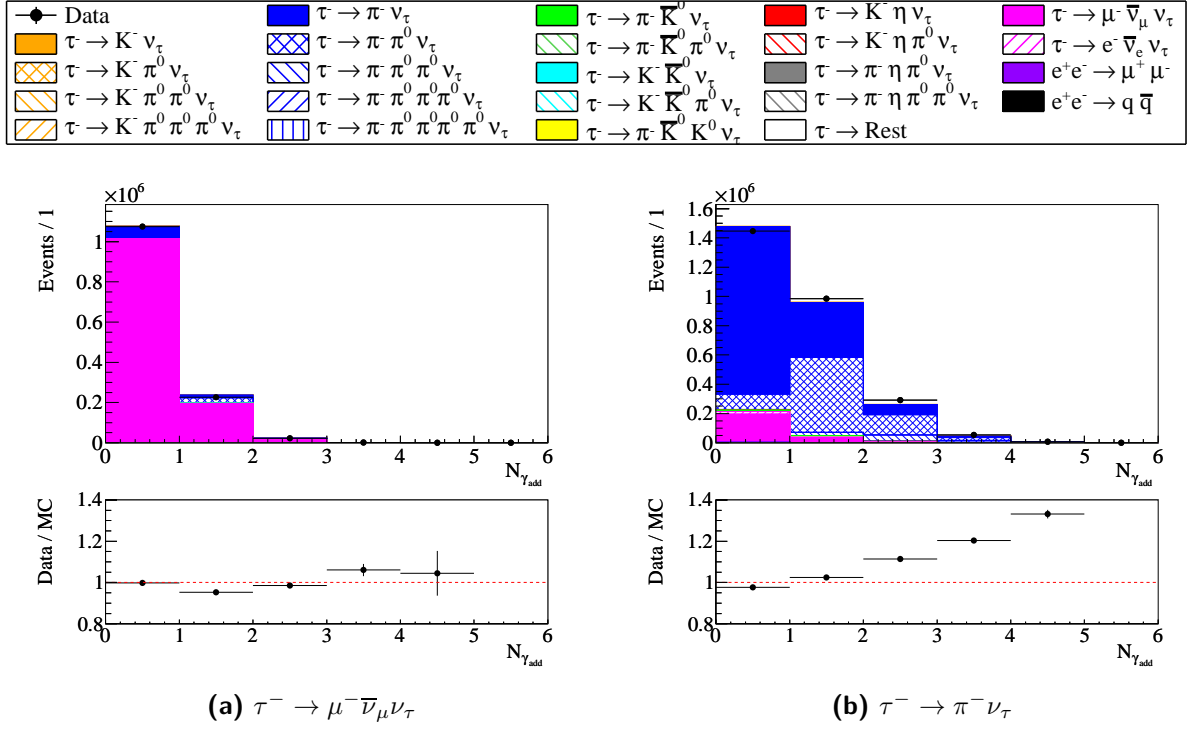 Data τ⁻ → π⁻ ν_τ τ⁻ → π⁻ K̅⁰ ν_τ τ⁻ → K⁻ η ν_τ τ⁻ → μ⁻ ν̅_μ ν_τ
τ⁻ → K⁻ ν_τ τ⁻ → π⁻ π⁰ ν_τ τ⁻ → π⁻ K̅⁰ π⁰ ν_τ τ⁻ → K⁻ η π⁰ ν_τ τ⁻ → e⁻ ν̅_e ν_τ
τ⁻ → K⁻ π⁰ ν_τ τ⁻ → π⁻ π⁰ π⁰ ν_τ τ⁻ → K⁻ K̅⁰ ν_τ τ⁻ → π⁻ η π⁰ ν_τ e⁺e⁻ → μ⁺ μ⁻
τ⁻ → K⁻ π⁰ π⁰ ν_τ τ⁻ → π⁻ π⁰ π⁰ π⁰ ν_τ τ⁻ → K⁻ K̅⁰ π⁰ ν_τ τ⁻ → π⁻ η π⁰ π⁰ ν_τ e⁺e⁻ → q q̅
τ⁻ → K⁻ π⁰ π⁰ π⁰ ν_τ τ⁻ → π⁻ π⁰ π⁰ π⁰ π⁰ ν_τ τ⁻ → π⁻ K̅⁰ K⁰ ν_τ τ⁻ → Rest
×10⁶
Events / 1
1
0.8
0.6
0.4
0.2
0
0 1 2 3 4 5 6
N_γadd
Data / MC
1.4
1.2
1
0.8
0 1 2 3 4 5 6
N_γadd
(a) τ⁻ → μ⁻ν̅_μν_τ
×10⁶
Events / 1
1.6
1.4
1.2
1
0.8
0.6
0.4
0.2
0
0 1 2 3 4 5 6
N_γadd
Data / MC
1.4
1.2
1
0.8
0 1 2 3 4 5 6
N_γadd
(b) τ⁻ → π⁻ν_τ